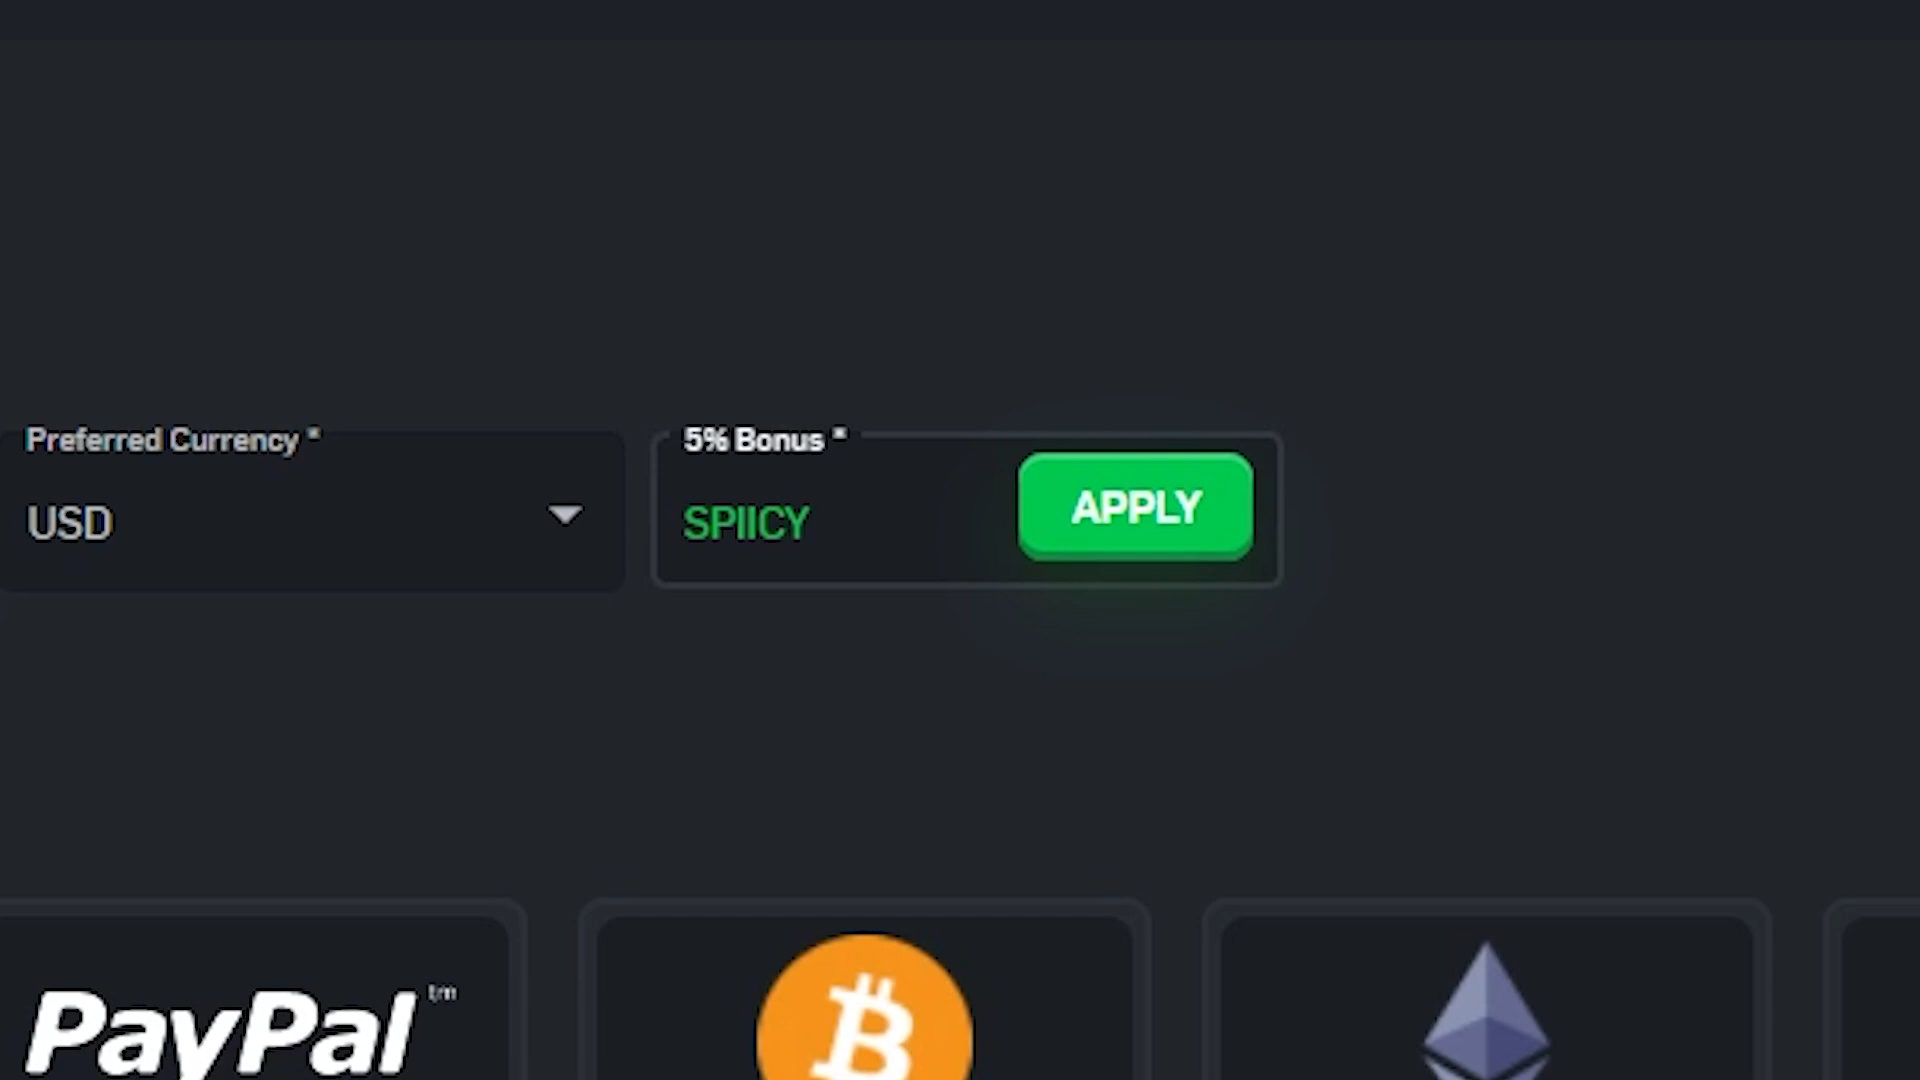 Preferred Currency *
USD
5% Bonus *
SPIICY
APPLY
PayPal tm